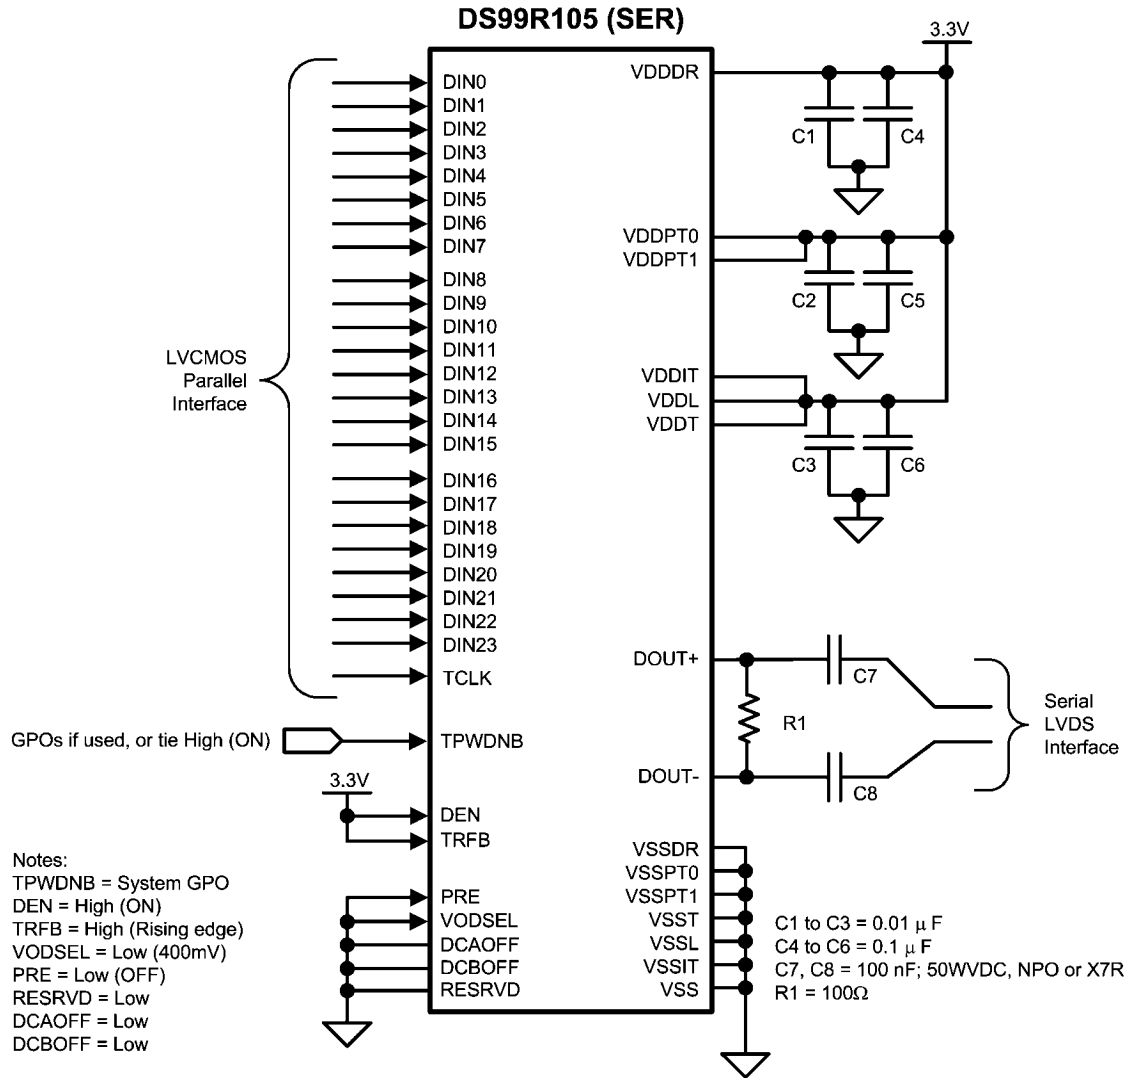 DS99R105 (SER)
3.3V
DIN0
DIN1
DIN2
DIN3
DIN4
DIN5
DIN6
DIN7
DIN8
DIN9
DIN10
DIN11
DIN12
DIN13
DIN14
DIN15
DIN16
DIN17
DIN18
DIN19
DIN20
DIN21
DIN22
DIN23
TCLK
LVCMOS
Parallel
Interface
GPOs if used, or tie High (ON)
TPWDNB
3.3V
DEN
TRFB
PRE
VODSEL
DCAOFF
DCBOFF
RESRVD
Notes:
TPWDNB = System GPO
DEN = High (ON)
TRFB = High (Rising edge)
VODSEL = Low (400mV)
PRE = Low (OFF)
RESRVD = Low
DCAOFF = Low
DCBOFF = Low
VDDDR
C1
C4
VDDPT0
VDDPT1
C2
C5
VDDIT
VDDL
VDDT
C3
C6
DOUT+
C7
R1
DOUT-
C8
Serial
LVDS
Interface
VSSDR
VSSPT0
VSSPT1
VSST
VSSL
VSSIT
VSS
C1 to C3 = 0.01 μF
C4 to C6 = 0.1 μF
C7, C8 = 100 nF; 50WVDC, NPO or X7R
R1 = 100Ω